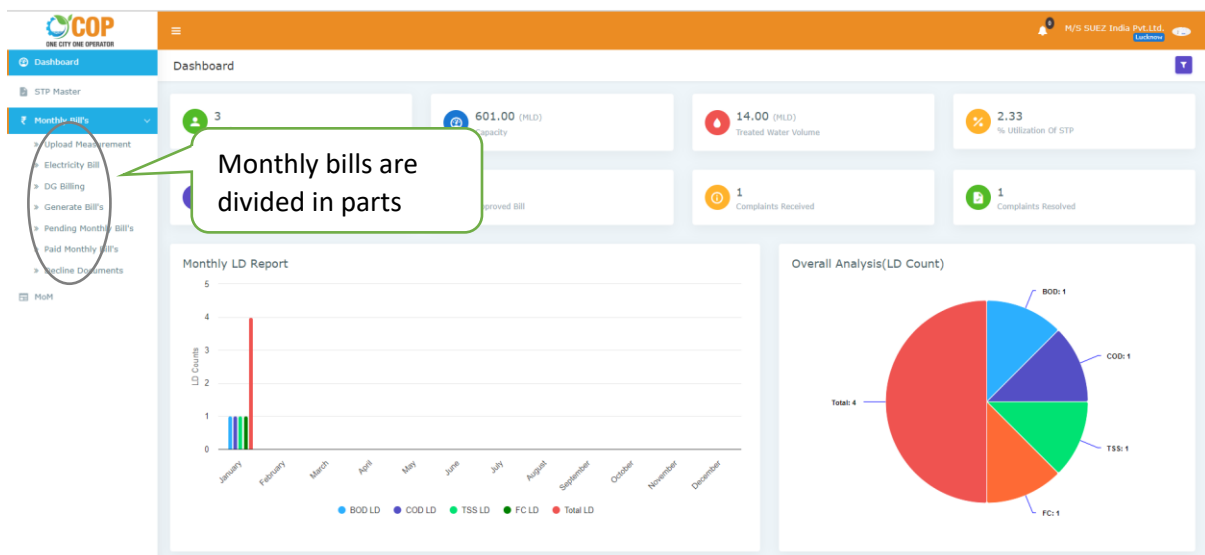 COP
ONE CITY ONE OPERATOR
0
M/S SUEZ India Pvt.Ltd.
Lucknow
Dashboard
STP Master
₹ Monthly Bill's
» Upload Measurement
» Electricity Bill
» DG Billing
» Generate Bill's
» Pending Monthly Bill's
» Paid Monthly Bill's
» Decline Documents
MoM
Dashboard
3
601.00 (MLD)
Capacity
14.00 (MLD)
Treated Water Volume
2.33
% Utilization Of STP
Monthly bills are
divided in parts
1
Complaints Received
1
Complaints Resolved
Monthly LD Report
5
4
3
2
1
0
LD Counts
January
February
March
April
May
June
July
August
September
October
November
December
BOD LD
COD LD
TSS LD
FC LD
Total LD
Overall Analysis(LD Count)
BOD: 1
COD: 1
Total: 4
TSS: 1
FC: 1